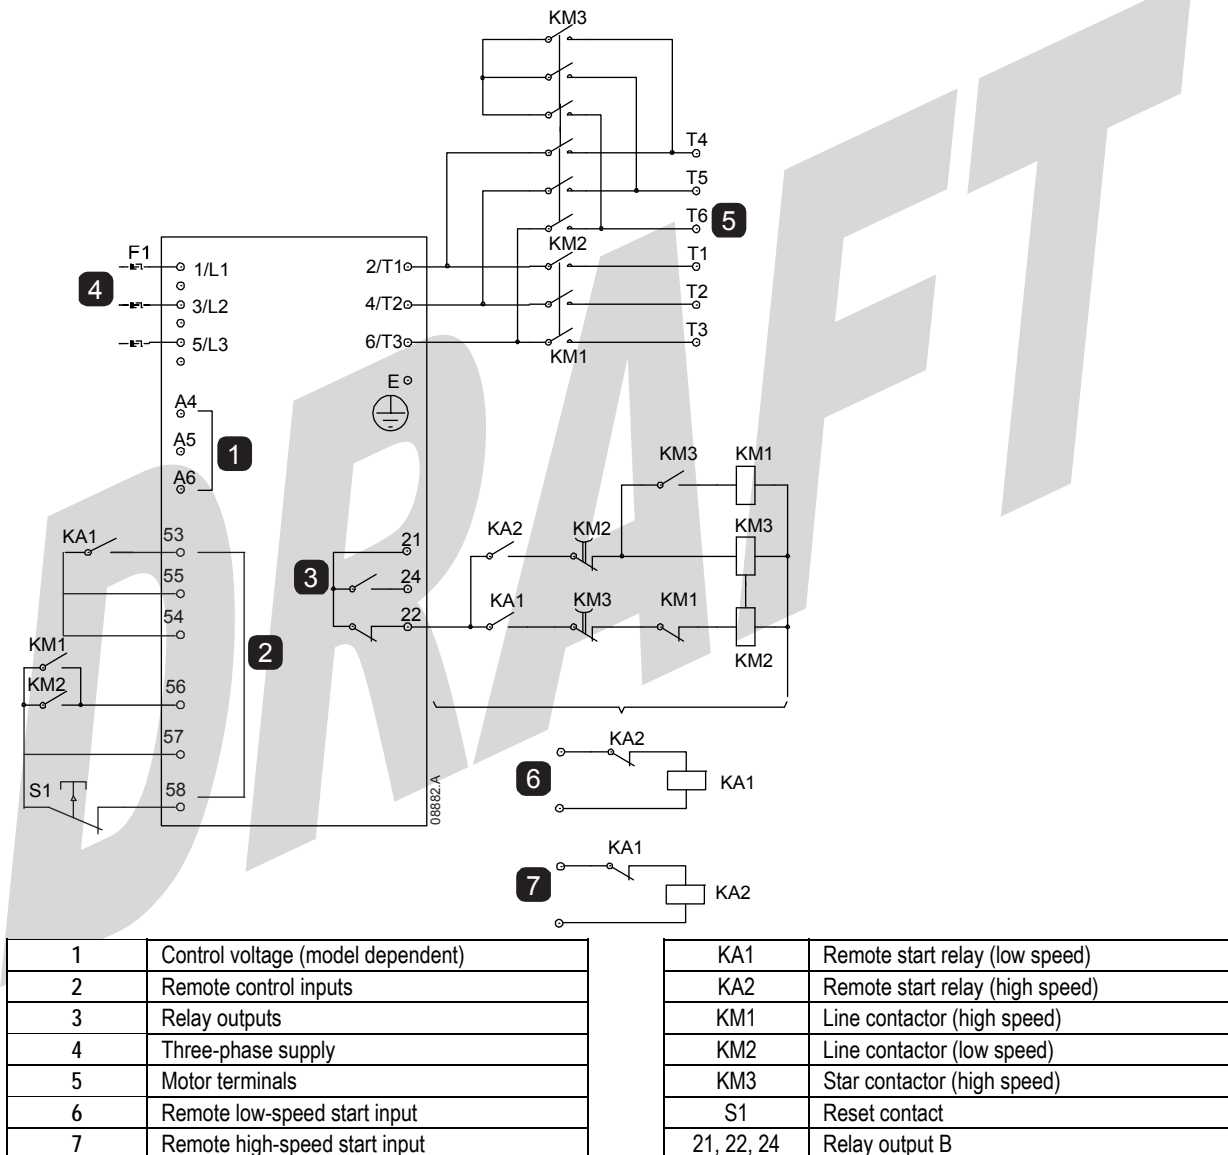 KM3
T4
T5
T6 5
KM2
T1
T2
T3
KM1
F1
4
1/L1
3/L2
5/L3
2/T1
4/T2
6/T3
E
A4
A5
A6
1
KA1
53
55
54
KM1
KM2
56
57
S1
58
2
3
21
24
22
KM3 KM1
KA2 KM2 KM3
KA1 KM3 KM1
KM2
08882.A
6
KA2
KA1
7
KA1
KA2
DRAFT
1 Control voltage (model dependent)
2 Remote control inputs
3 Relay outputs
4 Three-phase supply
5 Motor terminals
6 Remote low-speed start input
7 Remote high-speed start input
KA1 Remote start relay (low speed)
KA2 Remote start relay (high speed)
KM1 Line contactor (high speed)
KM2 Line contactor (low speed)
KM3 Star contactor (high speed)
S1 Reset contact
21, 22, 24 Relay output B